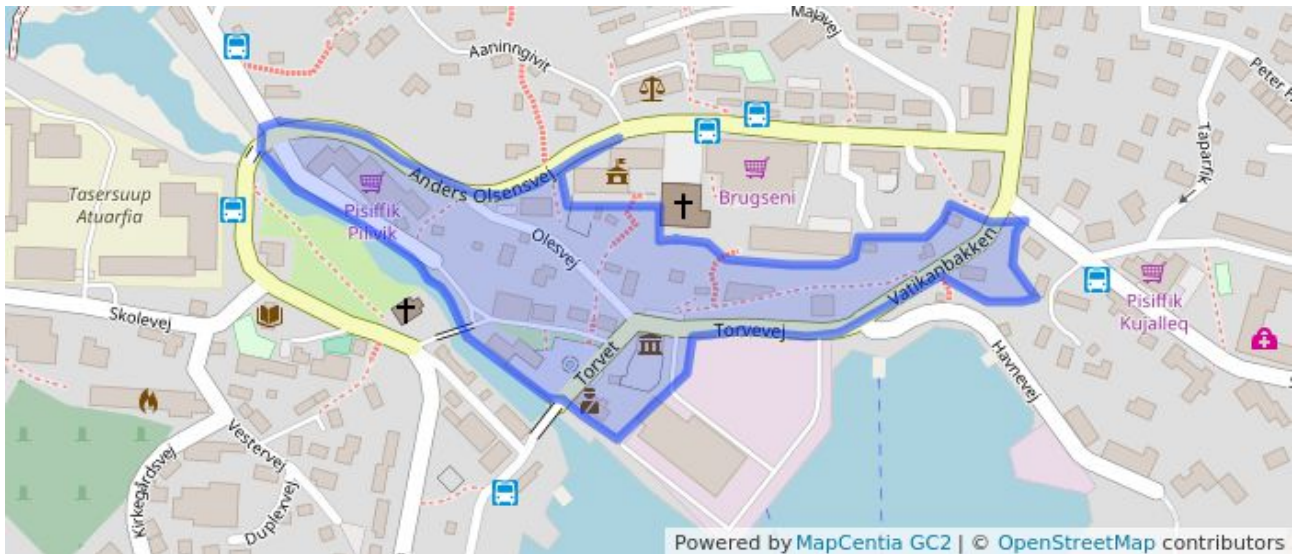 Majavej
Aaninngivit
Peter
Taparfik
Tasersuup
Atuarfia
Anders Olsensvej
Brugseni
Pisiffik
Pilivik
Olesvej
Vatikanbakken
Skolevej
Torvevej
Pisiffik
Kujalleq
Torvet
Havnevej
Vestervej
Kirkegårdsvej
Duplexvej
Powered by MapCentia GC2 | © OpenStreetMap contributors